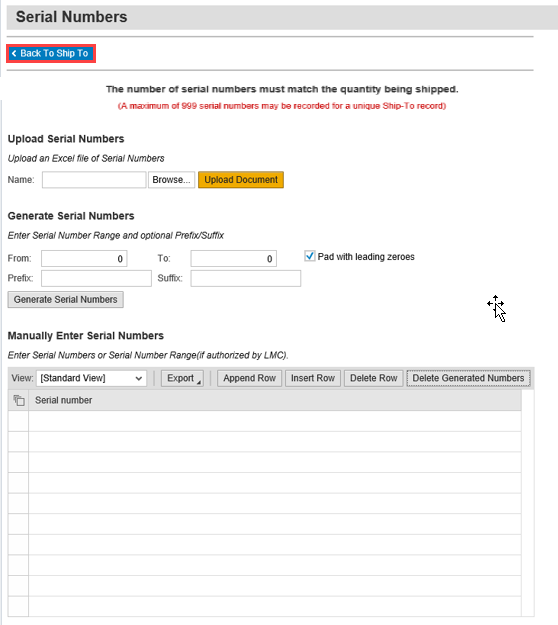 Serial Numbers
Back To Ship To
The number of serial numbers must match the quantity being shipped.
(A maximum of 999 serial numbers may be recorded for a unique Ship-To record)
Upload Serial Numbers
Upload an Excel file of Serial Numbers
Name: Browse... Upload Document
Generate Serial Numbers
Enter Serial Number Range and optional Prefix/Suffix
From: 0 To: 0 Pad with leading zeroes
Prefix: Suffix:
Generate Serial Numbers
Manually Enter Serial Numbers
Enter Serial Numbers or Serial Number Range(if authorized by LMC).
View: [Standard View] Export Append Row Insert Row Delete Row Delete Generated Numbers
Serial number